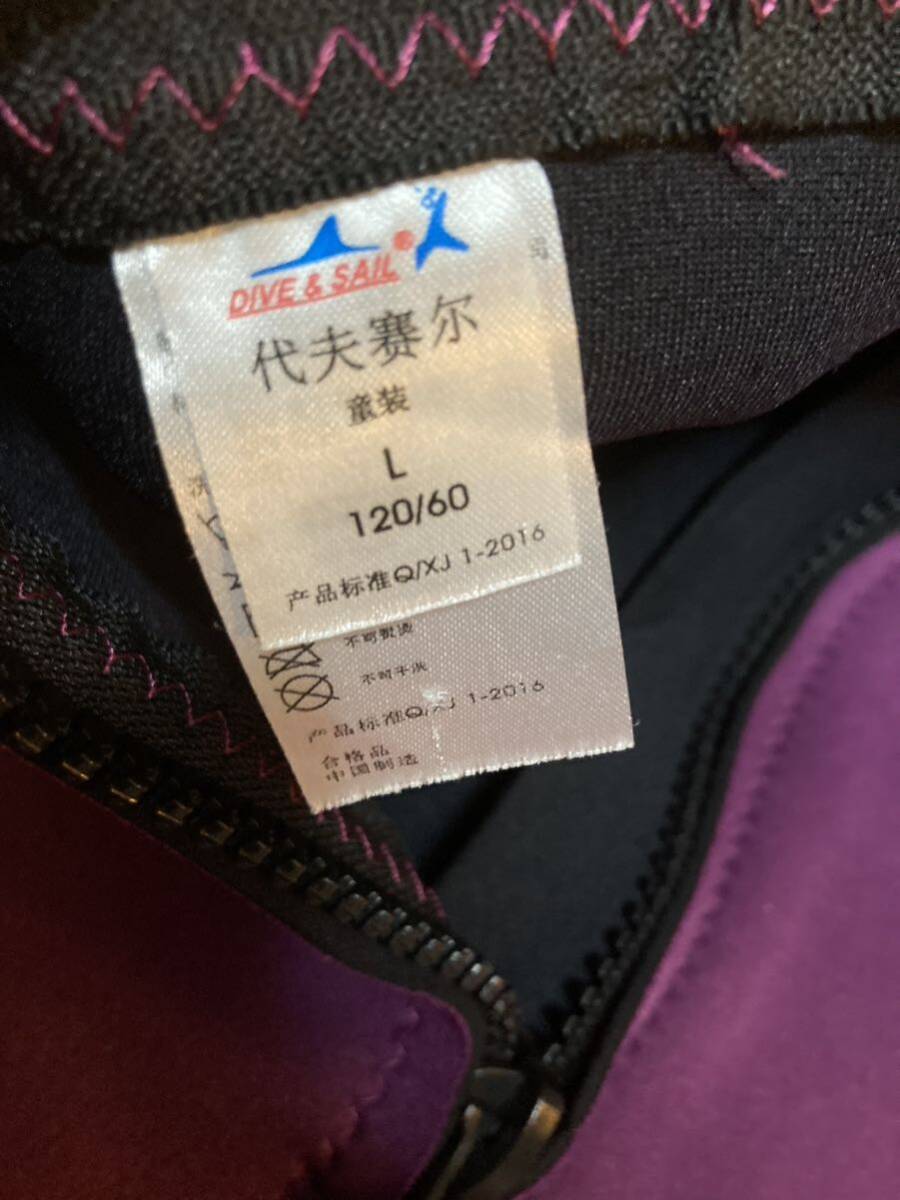 DIVE & SAIL®
代夫赛尔
童装
L
120/60
产品标准Q/XJ 1-2016
不可熨烫
不可干洗
产品标准Q/XJ 1-2016
合格品
中国制造